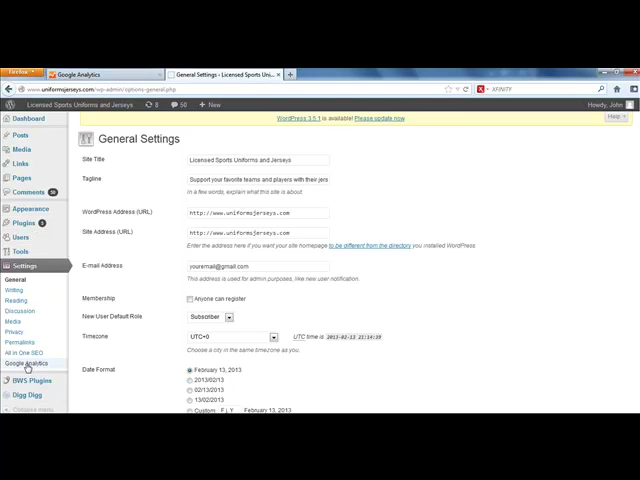 Firefox
Google Analytics
General Settings ‹ Licensed Sports Uni...
www.uniformsjerseys.com/wp-admin/options-general.php
XFINITY
Licensed Sports Uniforms and Jerseys
8
50
+ New
Howdy, John
WordPress 3.5.1 is available! Please update now.
Help
Dashboard
Posts
Media
Links
Pages
Comments
Appearance
Plugins
Users
Tools
Settings
General
Writing
Reading
Discussion
Media
Privacy
Permalinks
All in One SEO
Google Analytics
BWS Plugins
Digg Digg
Collapse menu
General Settings
Site Title
Licensed Sports Uniforms and Jerseys
Tagline
Support your favorite teams and players with their jers
In a few words, explain what this site is about.
WordPress Address (URL)
http://www.uniformsjerseys.com
Site Address (URL)
http://www.uniformsjerseys.com
Enter the address here if you want your site homepage to be different from the directory you installed WordPress.
E-mail Address
youremail@gmail.com
This address is used for admin purposes, like new user notification.
Membership
Anyone can register
New User Default Role
Subscriber
Timezone
UTC+0
UTC time is 2013-02-13 21:14:19
Choose a city in the same timezone as you.
Date Format
February 13, 2013
2013/02/13
02/13/2013
13/02/2013
Custom:
F j, Y
February 13, 2013